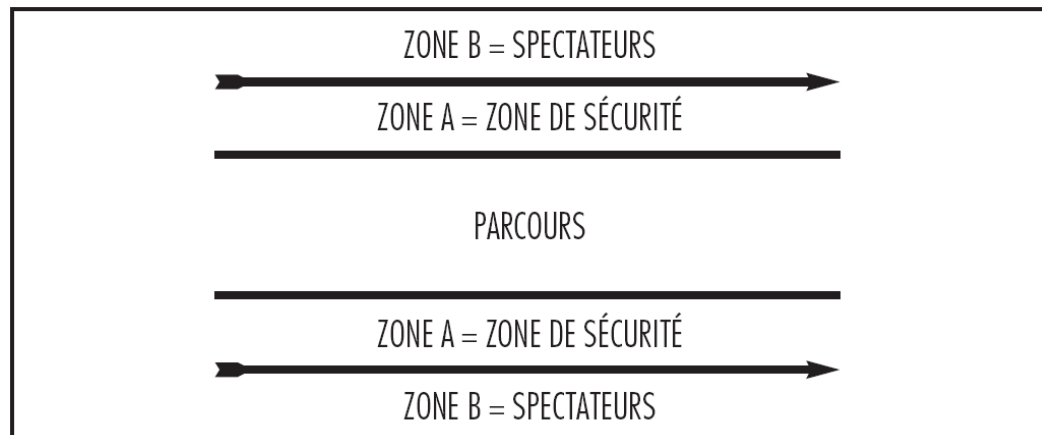 ZONE B = SPECTATEURS
ZONE A = ZONE DE SÉCURITÉ
PARCOURS
ZONE A = ZONE DE SÉCURITÉ
ZONE B = SPECTATEURS